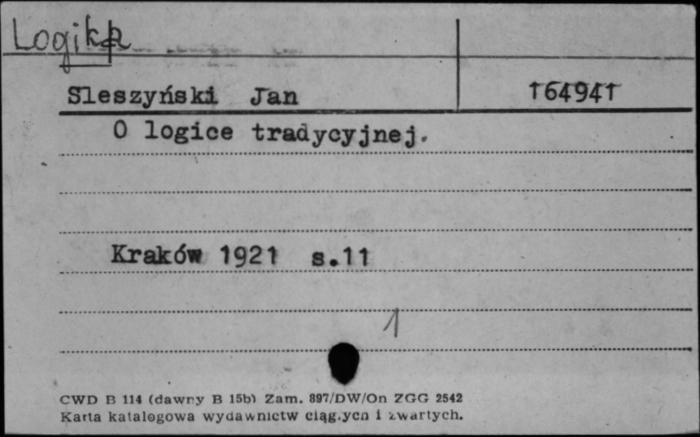 Logika
Sleszyński Jan 164941
O logice tradycyjnej.
Kraków 1921 s.11
1
CWD B 114 (dawny B 15b) Zam. 897/DW/On ZGG 2542
Karta katalogowa wydawnictw ciągłych i zwartych.